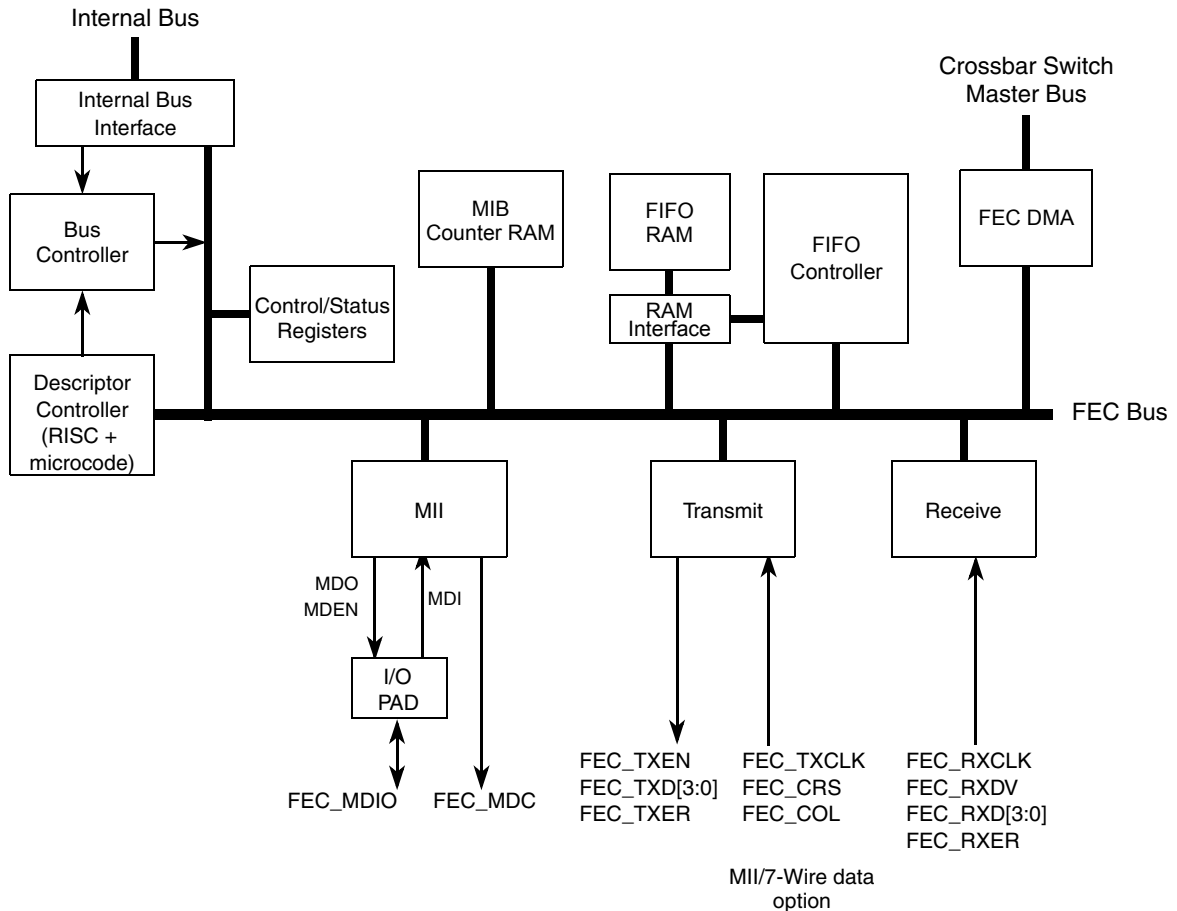 Internal Bus
Internal Bus
Interface
Crossbar Switch
Master Bus
Bus
Controller
MIB
Counter RAM
FIFO
RAM
FIFO
Controller
FEC DMA
Control/Status
Registers
RAM
Interface
Descriptor
Controller
(RISC +
microcode)
FEC Bus
MII
Transmit
Receive
MDO
MDEN
MDI
I/O
PAD
FEC_MDIO
FEC_MDC
FEC_TXEN
FEC_TXD[3:0]
FEC_TXER
FEC_TXCLK
FEC_CRS
FEC_COL
FEC_RXCLK
FEC_RXDV
FEC_RXD[3:0]
FEC_RXER
MII/7-Wire data
option